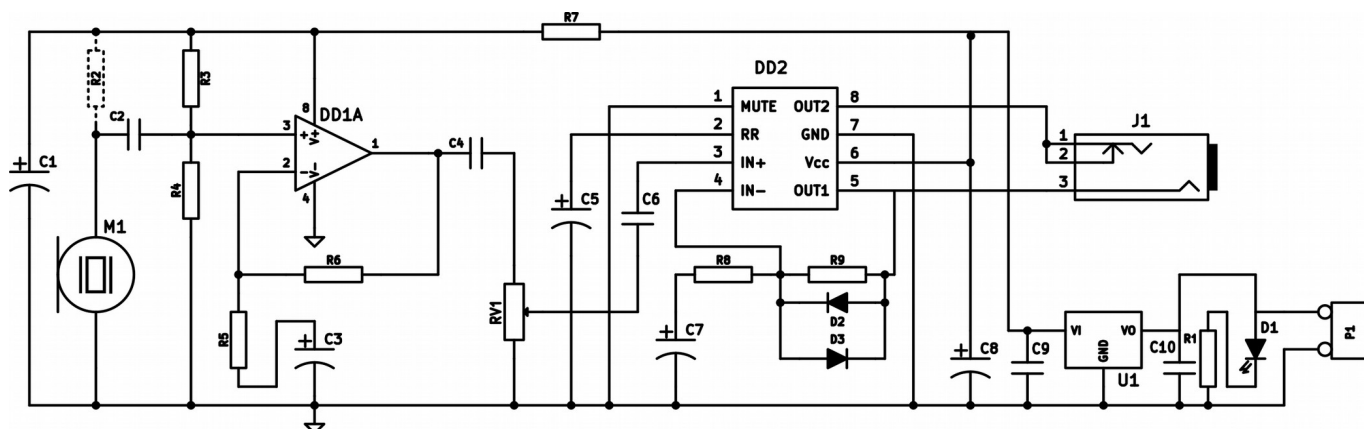 R7
R2
R3
C2
8
DD1A
3
+
V+
1
C4
2
-
V-
4
+
C1
R4
M1
R6
R5
+
C3
RV1
DD2
1
MUTE
OUT2
8
2
RR
GND
7
3
IN+
Vcc
6
4
IN-
OUT1
5
+
C5
C6
R8
R9
D2
D3
+
C7
+
C8
J1
1
2
3
C9
VI
VO
GND
U1
C10
R1
D1
P1